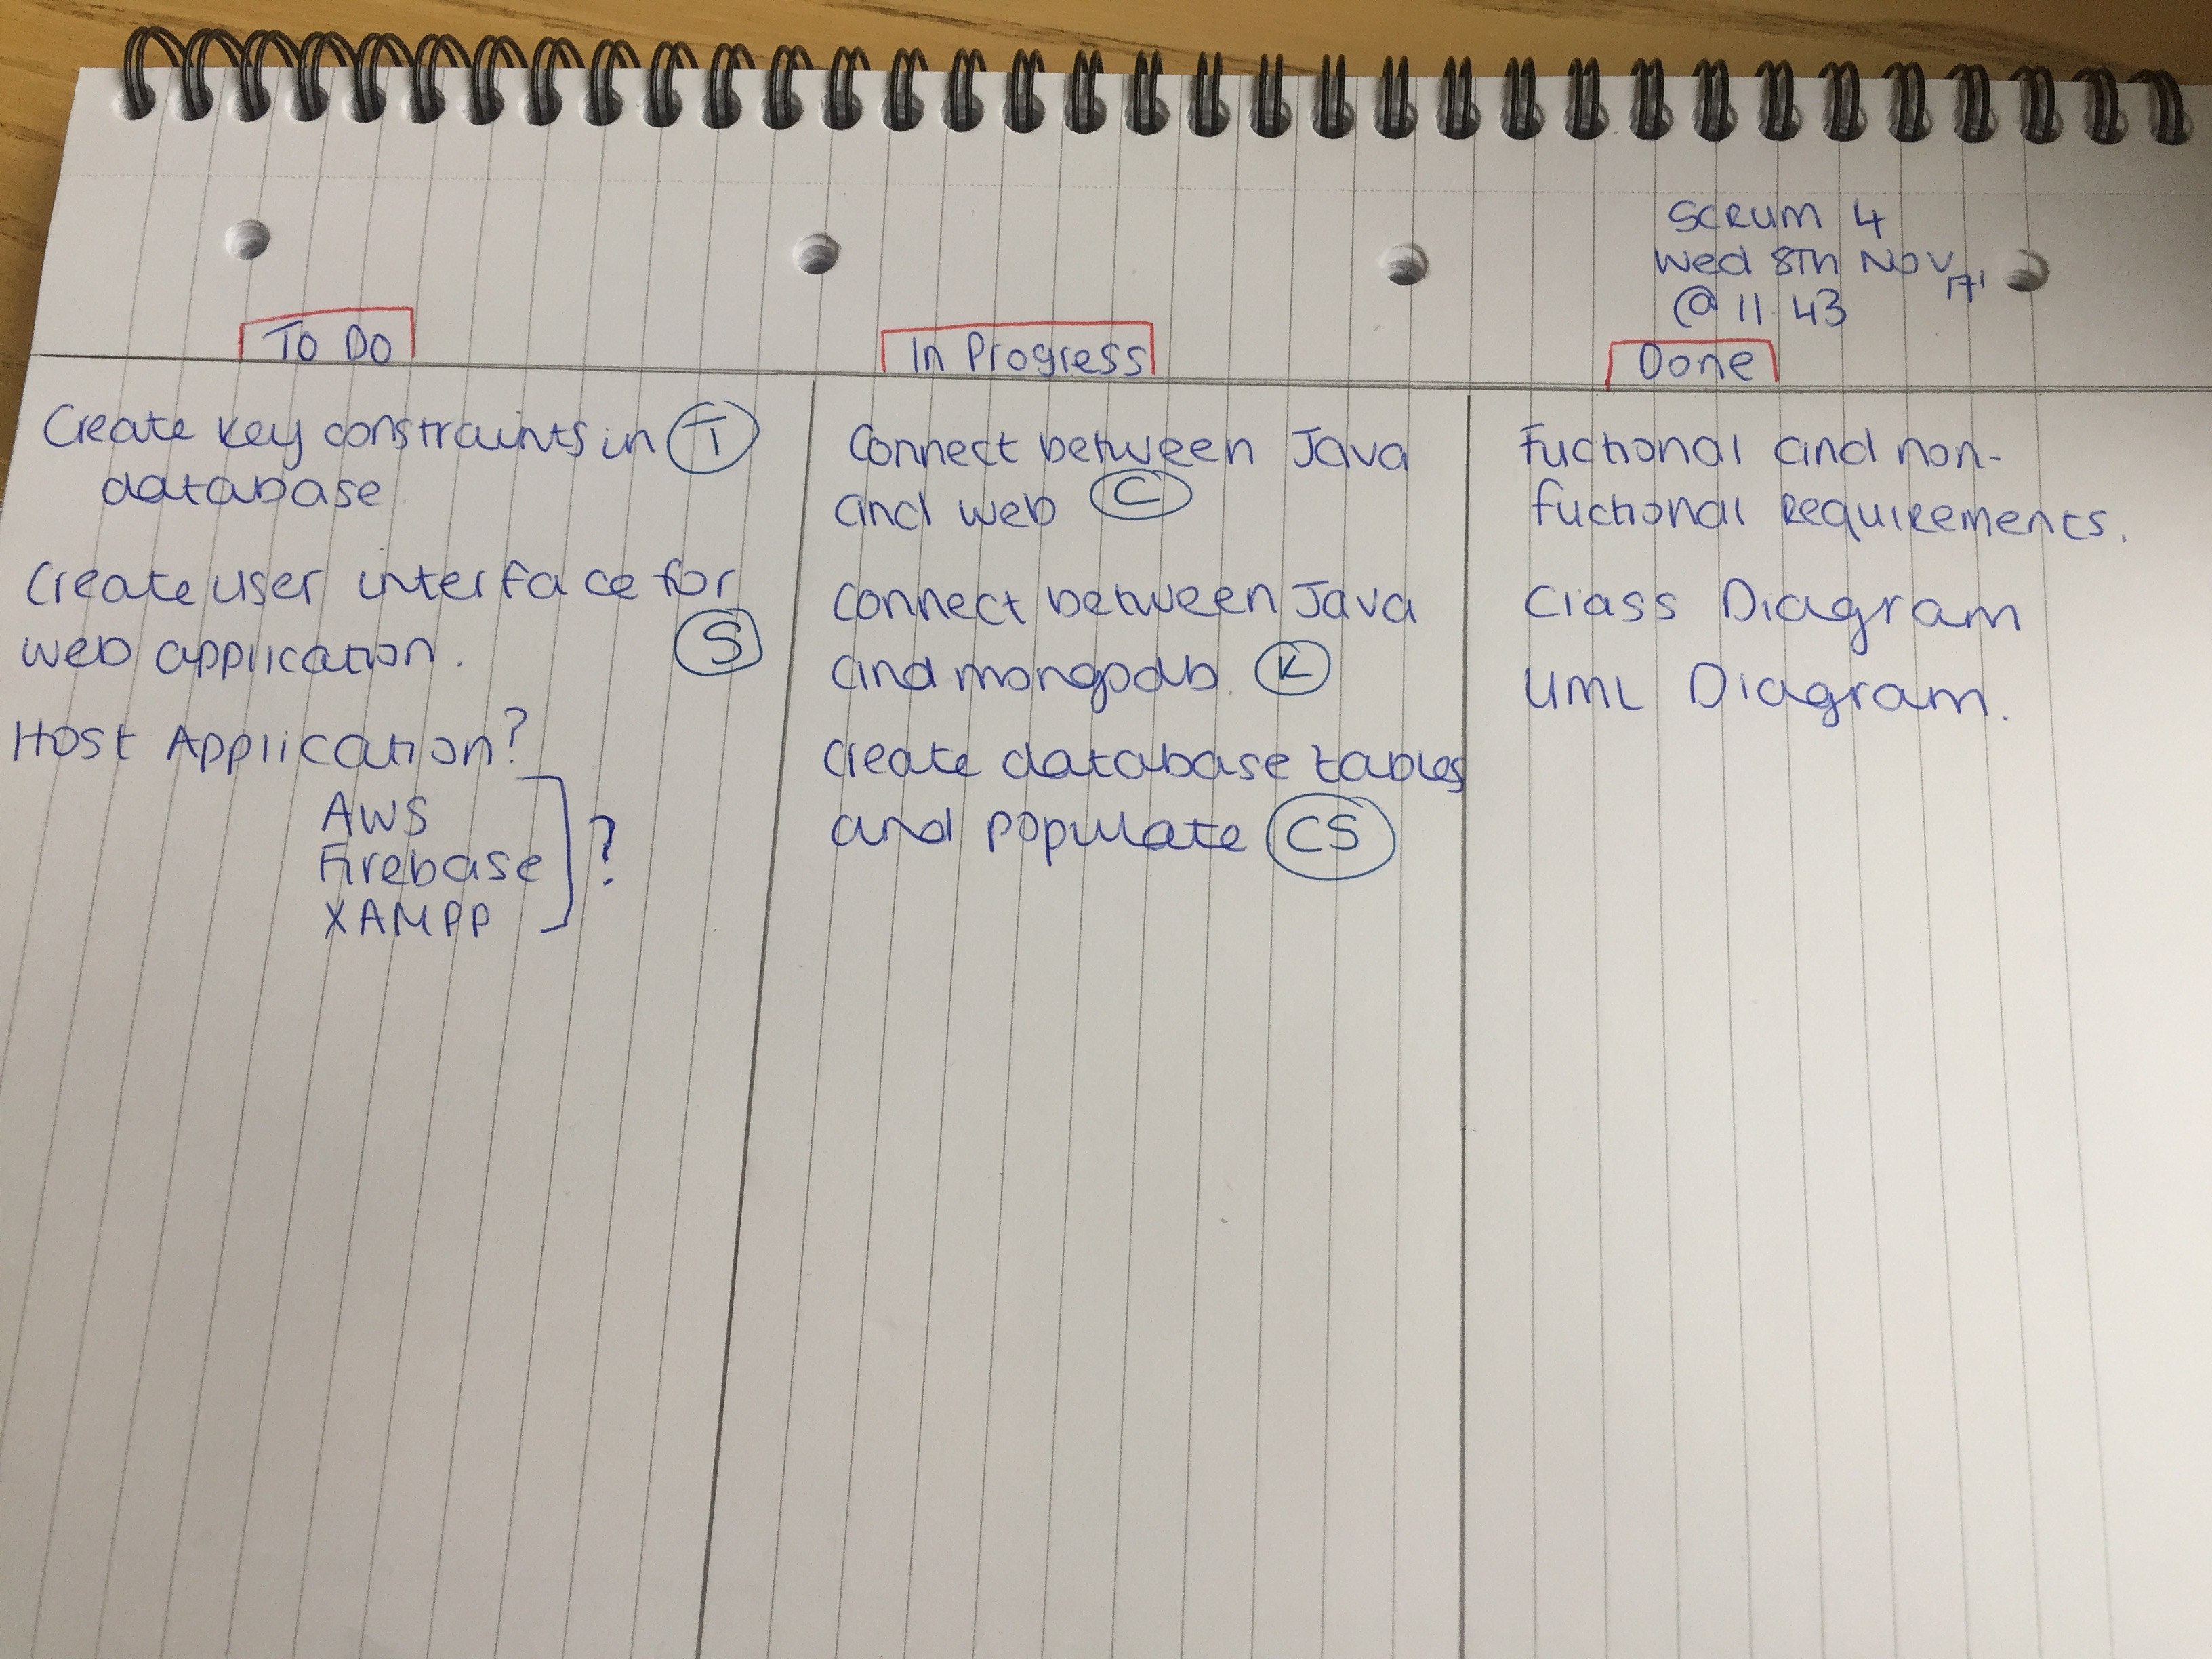 Scrum 4
Wed 8th Nov 17'
@ 11.43
To Do
Create key constraints in T
database
Create user interface for
web application. S
Host Application?
AWS
Firebase ?
XAMPP
In Progress
Connect between Java
and web C
Connect between Java
and mongodb. K
create database tables
and populate CS
Done
Fuctional and non-
fuctional requirements.
Class Diagram
UML Diagram.